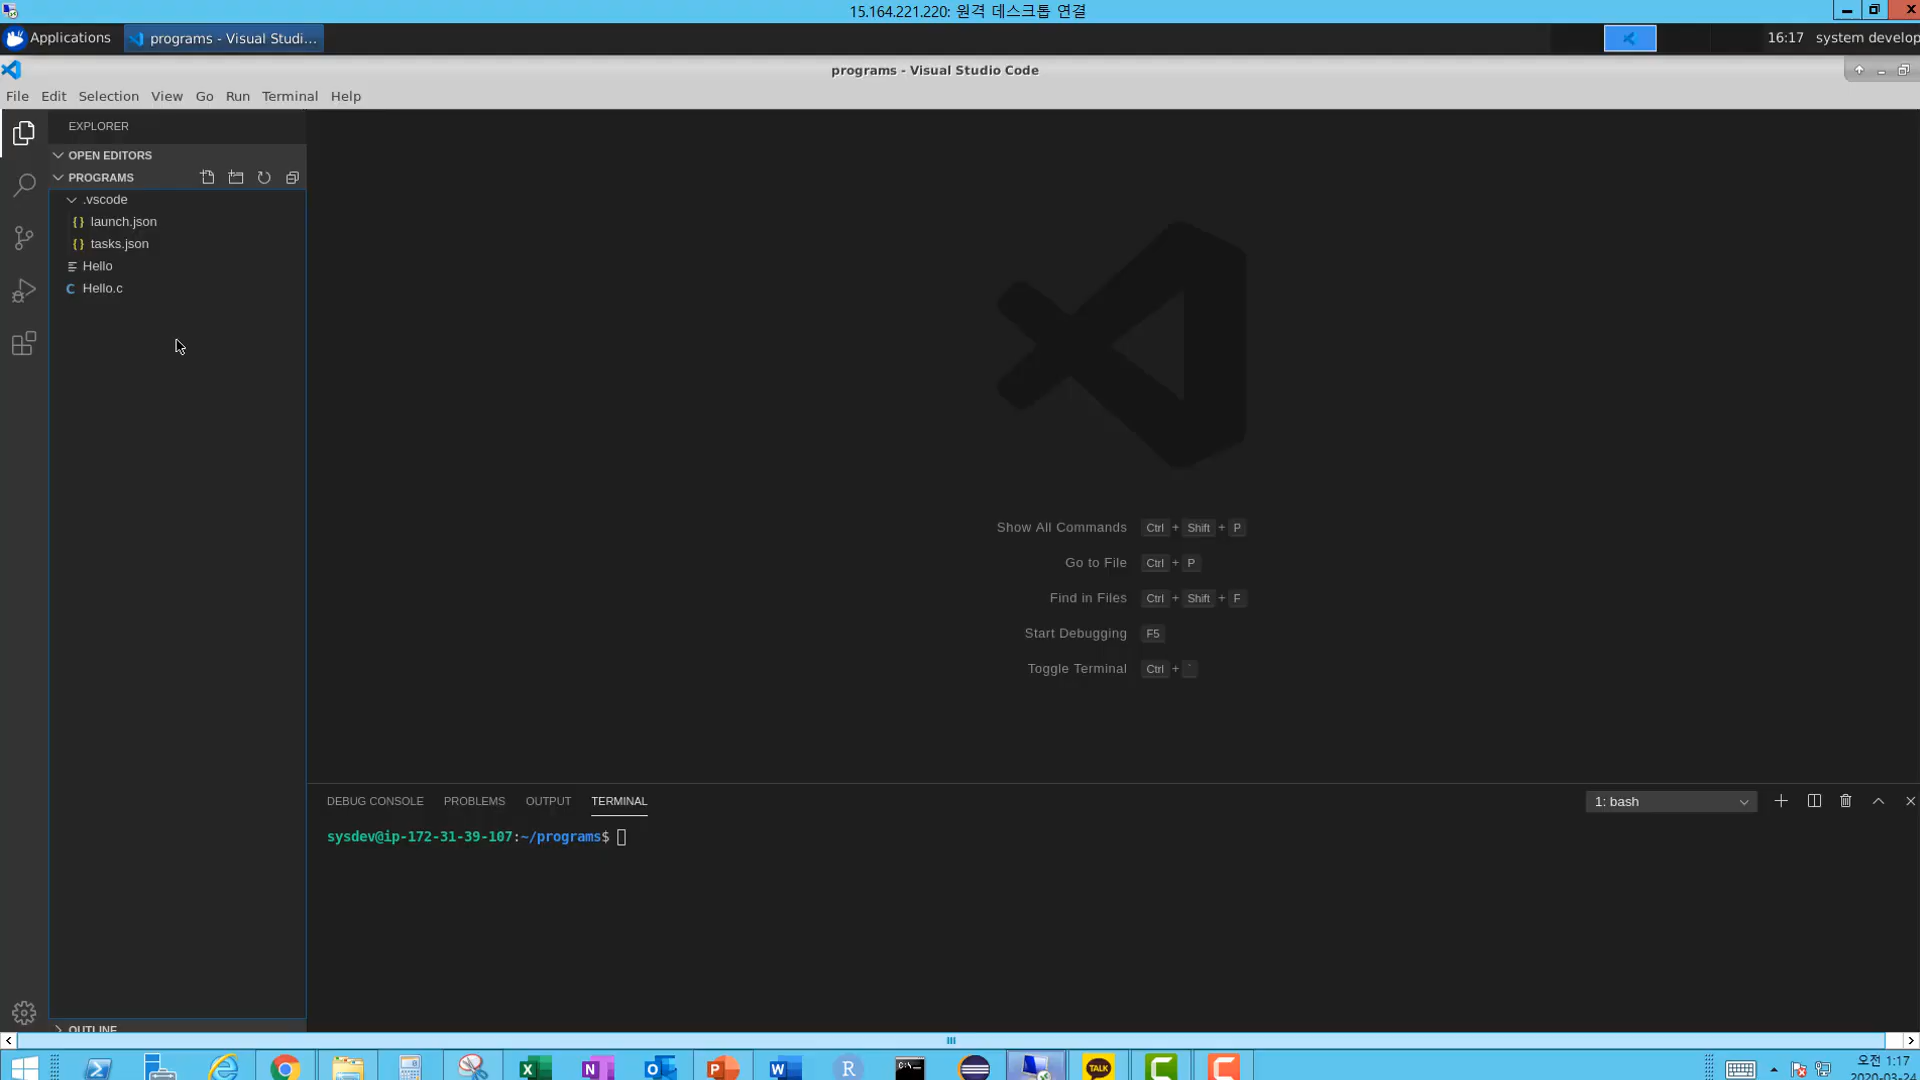 15.164.221.220: 원격 데스크톱 연결
Applications
programs - Visual Studi...
16:17 system develop
programs - Visual Studio Code
File Edit Selection View Go Run Terminal Help
EXPLORER
OPEN EDITORS
PROGRAMS
.vscode
{} launch.json
{} tasks.json
Hello
C Hello.c
Show All Commands Ctrl + Shift + P
Go to File Ctrl + P
Find in Files Ctrl + Shift + F
Start Debugging F5
Toggle Terminal Ctrl + `
DEBUG CONSOLE PROBLEMS OUTPUT TERMINAL
1: bash
sysdev@ip-172-31-39-107:~/programs$
OUTLINE
TALK
오전 1:17
2020-03-24